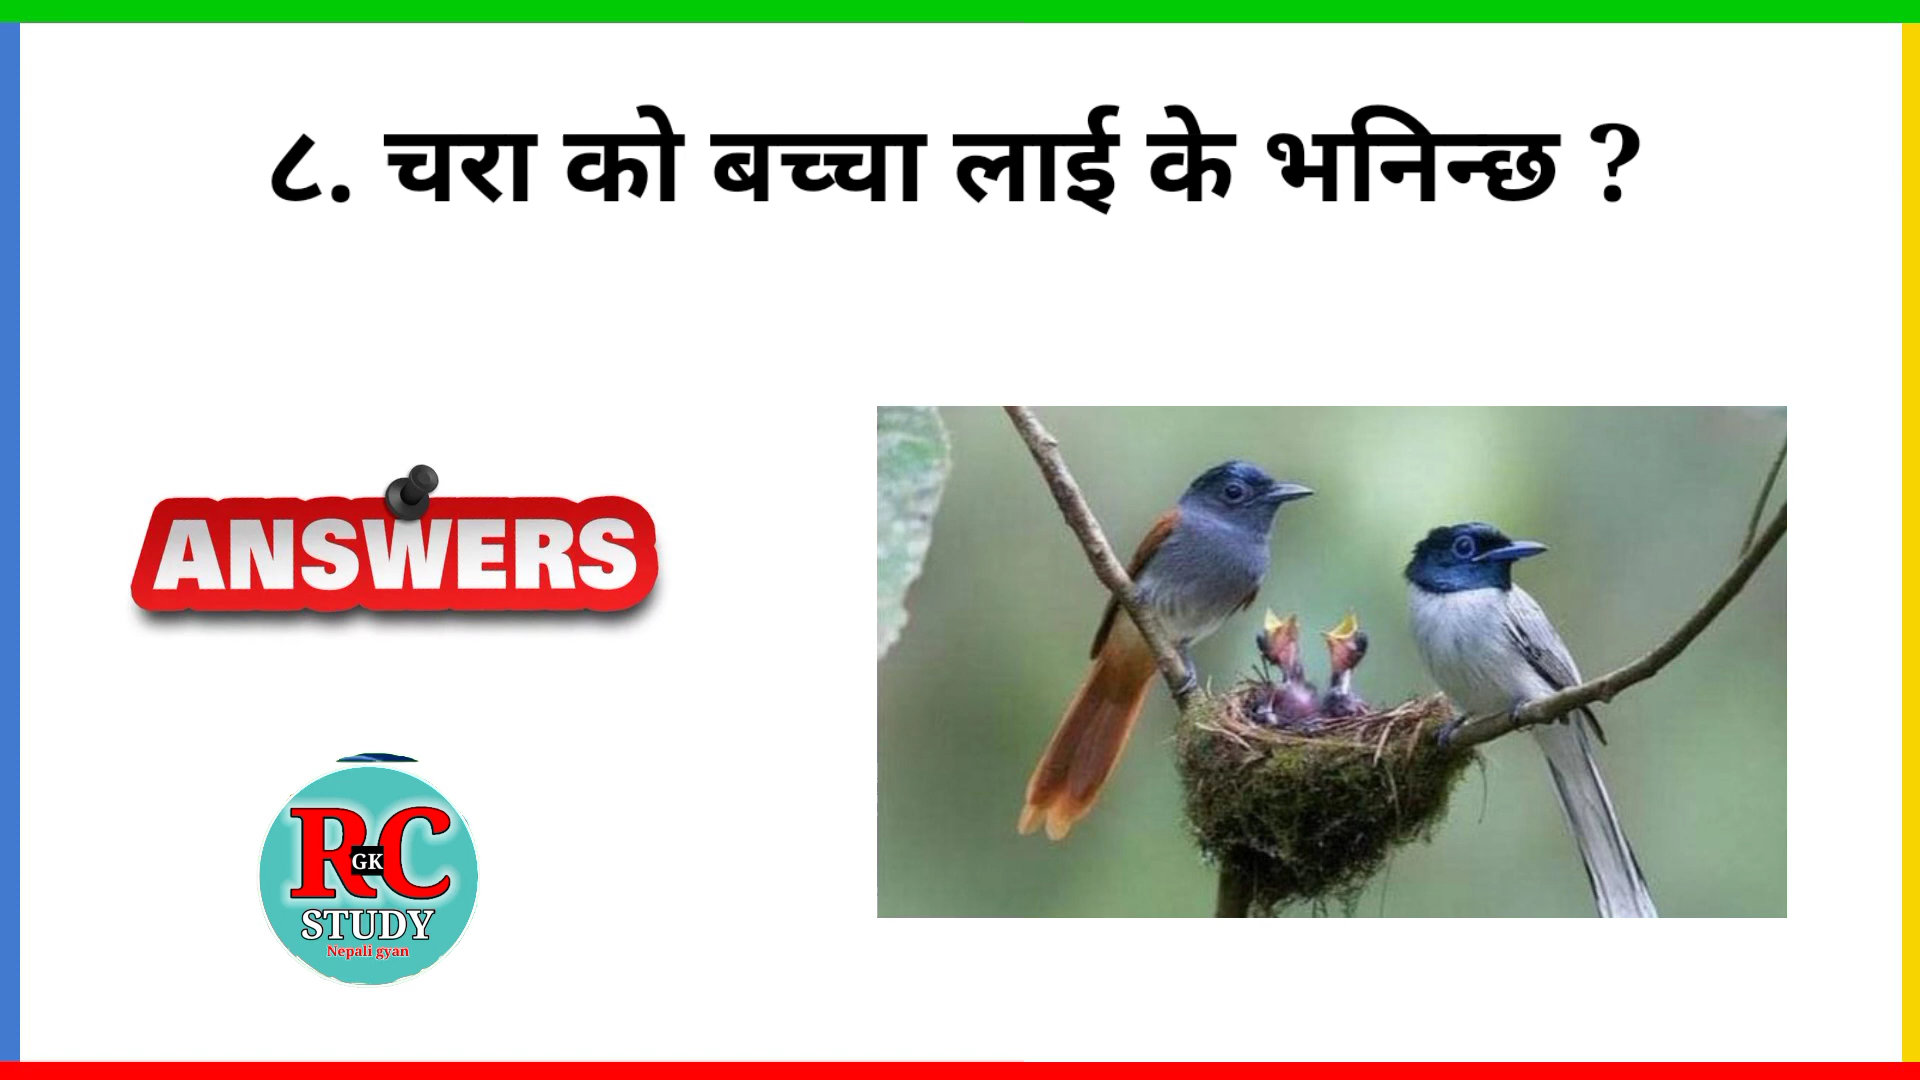 ८. चरा को बच्चा लाई के भनिन्छ ?
ANSWERS
RC
GK
STUDY
Nepali gyan